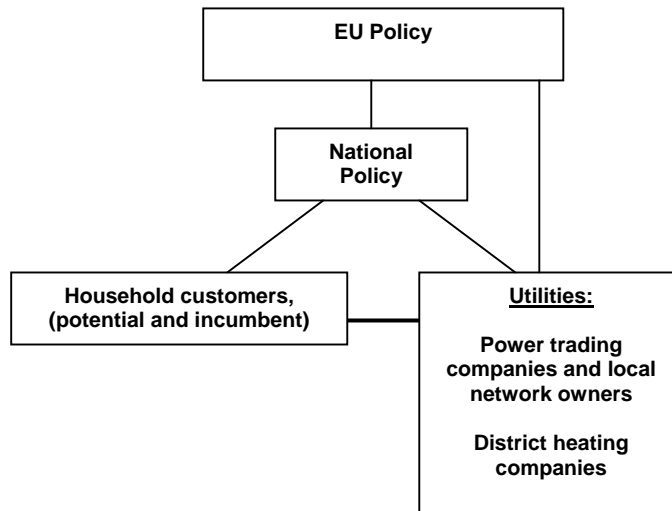 EU Policy
National
Policy
Household customers,
(potential and incumbent)
Utilities:
Power trading
companies and local
network owners
District heating
companies